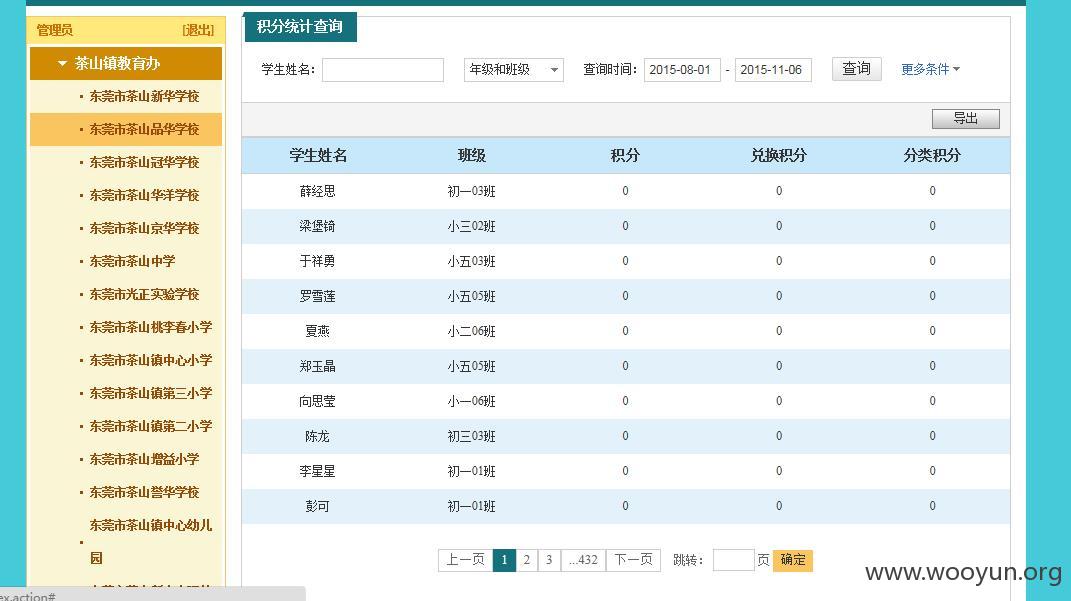 管理员 [退出]
茶山镇教育办
· 东莞市茶山新华学校
· 东莞市茶山品华学校
· 东莞市茶山冠华学校
· 东莞市茶山华洋学校
· 东莞市茶山京华学校
· 东莞市茶山中学
· 东莞市光正实验学校
· 东莞市茶山桃李春小学
· 东莞市茶山镇中心小学
· 东莞市茶山镇第三小学
· 东莞市茶山镇第二小学
· 东莞市茶山增益小学
· 东莞市茶山誉华学校
· 东莞市茶山镇中心幼儿
园
ex.action#
积分统计查询
学生姓名: 年级和班级 查询时间: 2015-08-01 - 2015-11-06 查询 更多条件
导出
学生姓名 班级 积分 兑换积分 分类积分
薛经思 初一03班 0 0 0
梁堡锜 小三02班 0 0 0
于祥勇 小五03班 0 0 0
罗雪莲 小五05班 0 0 0
夏燕 小二06班 0 0 0
郑玉晶 小五05班 0 0 0
向思莹 小一06班 0 0 0
陈龙 初三03班 0 0 0
李星星 初一01班 0 0 0
彭可 初一01班 0 0 0
上一页 1 2 3 ...432 下一页 跳转: 页 确定
www.wooyun.org